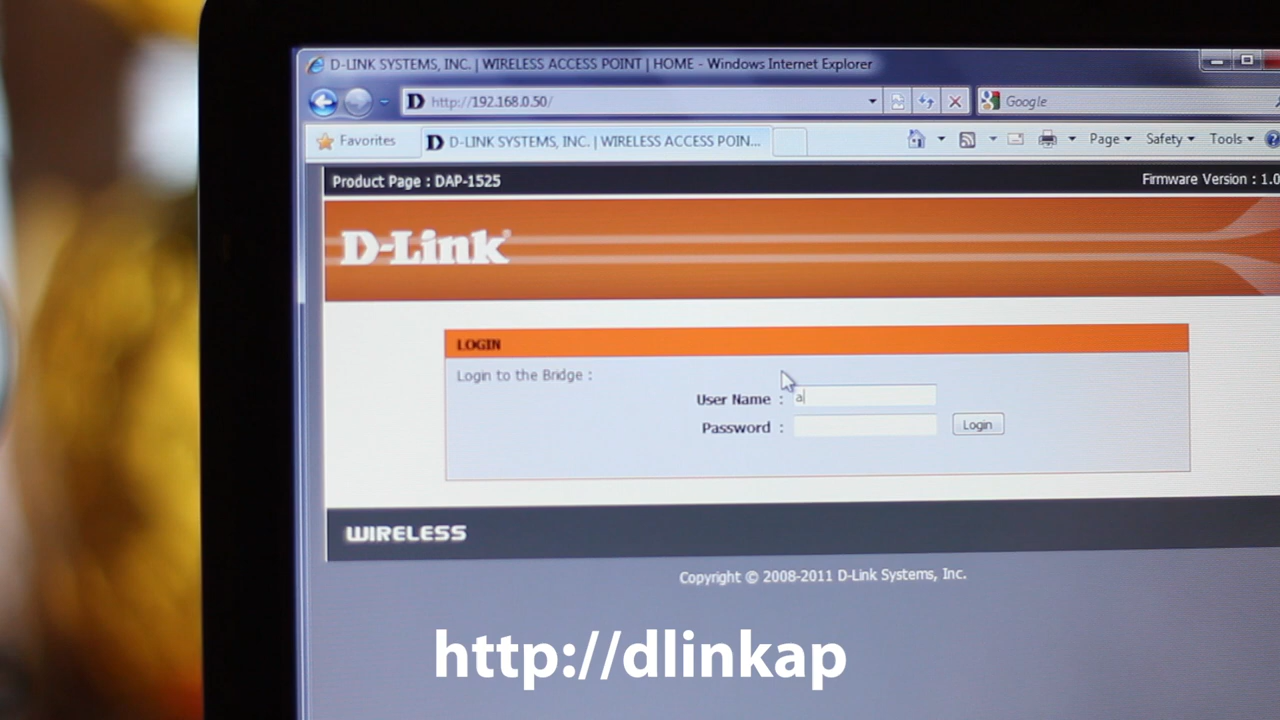 D-LINK SYSTEMS, INC. | WIRELESS ACCESS POINT | HOME - Windows Internet Explorer
http://192.168.0.50/
Google
Favorites
D-LINK SYSTEMS, INC. | WIRELESS ACCESS POIN...
Page
Safety
Tools
Product Page : DAP-1525
Firmware Version : 1.0
D-Link
LOGIN
Login to the Bridge :
User Name : a
Password :
Login
WIRELESS
Copyright © 2008-2011 D-Link Systems, Inc.
http://dlinkap